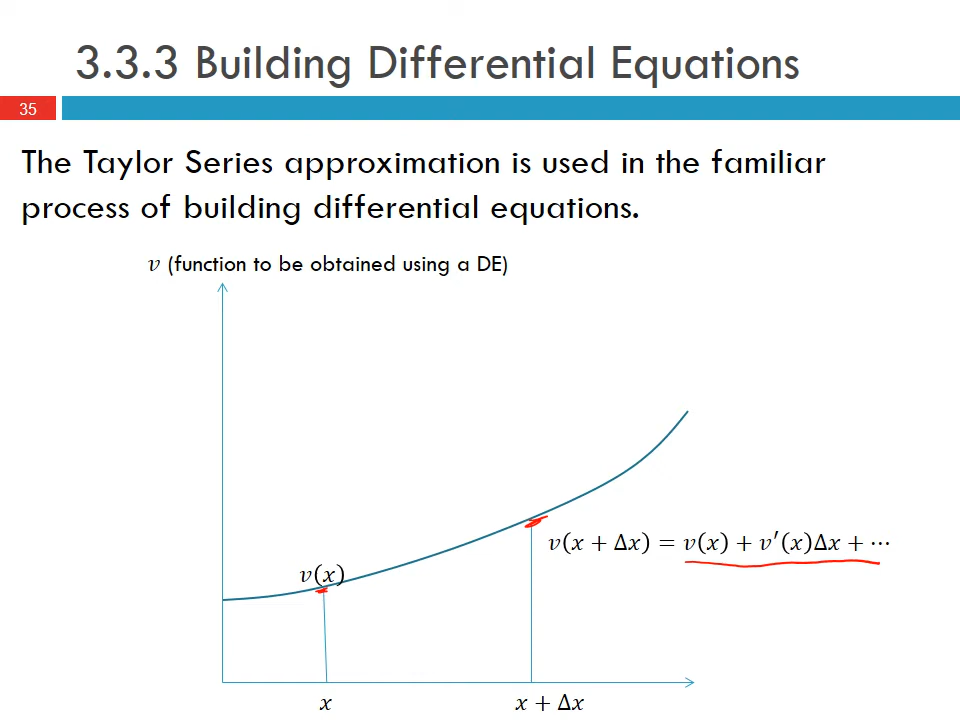 3.3.3 Building Differential Equations
35
The Taylor Series approximation is used in the familiar
process of building differential equations.
𝑣 (function to be obtained using a DE)
𝑣(𝑥 + Δ𝑥) = 𝑣(𝑥) + 𝑣′(𝑥)Δ𝑥 + ⋯
𝑣(𝑥)
𝑥
𝑥 + Δ𝑥